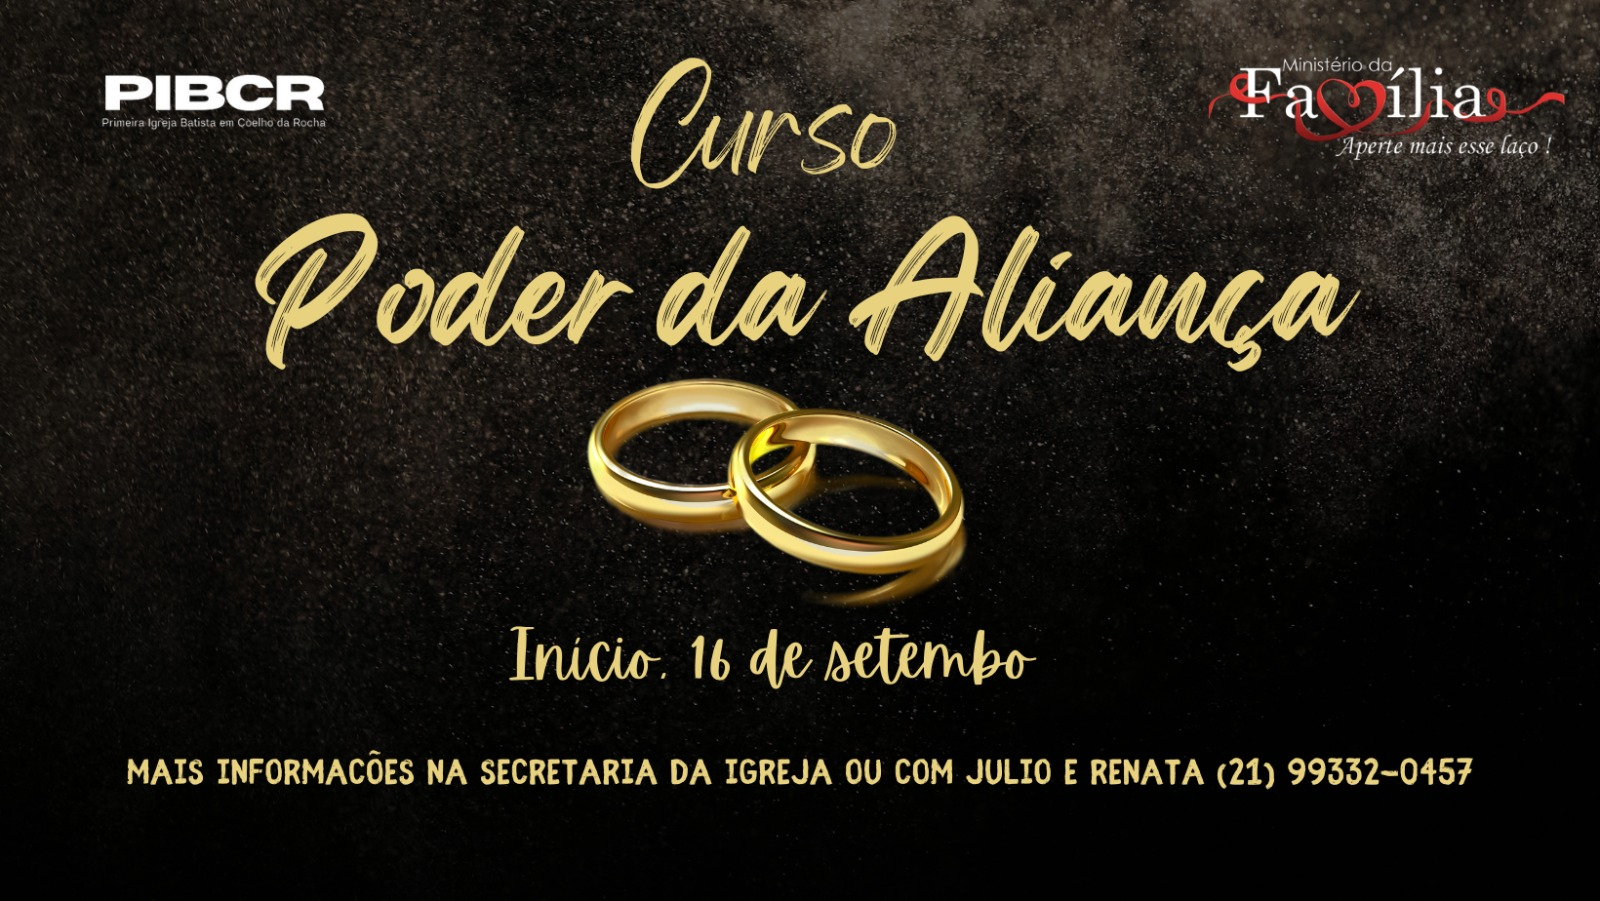 PIBCR
Primeira Igreja Batista em Coelho da Rocha
Ministério da
Família
Aperte mais esse laço !
Curso
Poder da Aliança
Início. 16 de setembo
MAIS INFORMACÕES NA SECRETARIA DA IGREJA OU COM JULIO E RENATA (21) 99332-0457